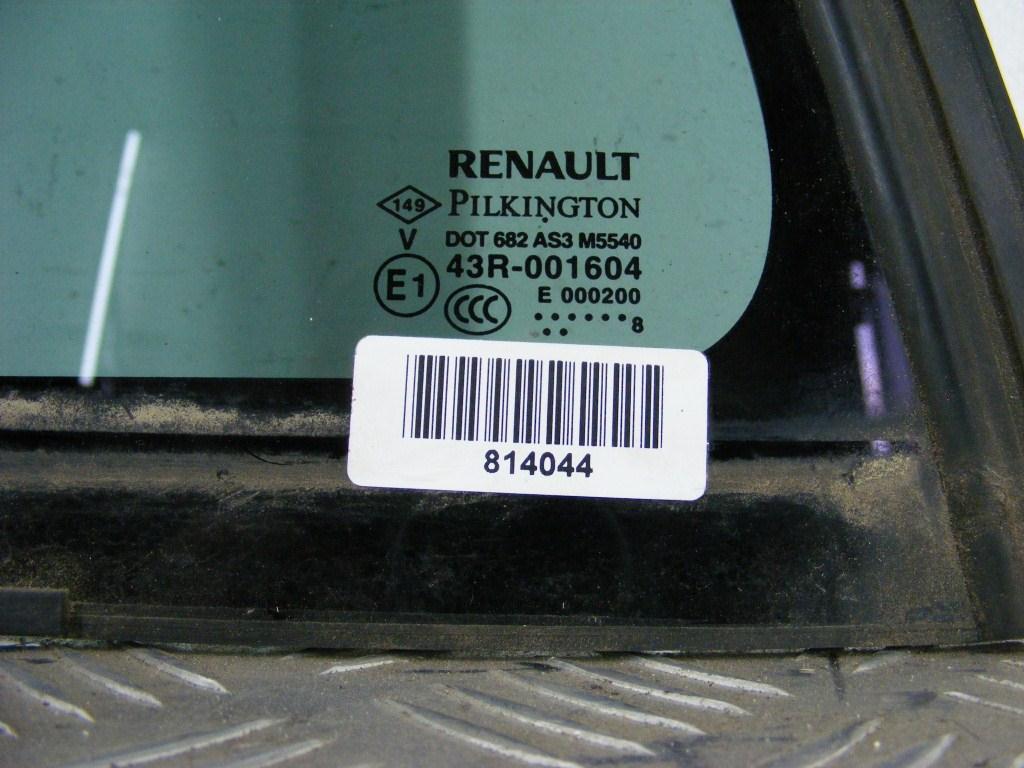 RENAULT
149 PILKINGTON
V DOT 682 AS3 M5540
43R-001604
E1 CCC E 000200
8
814044